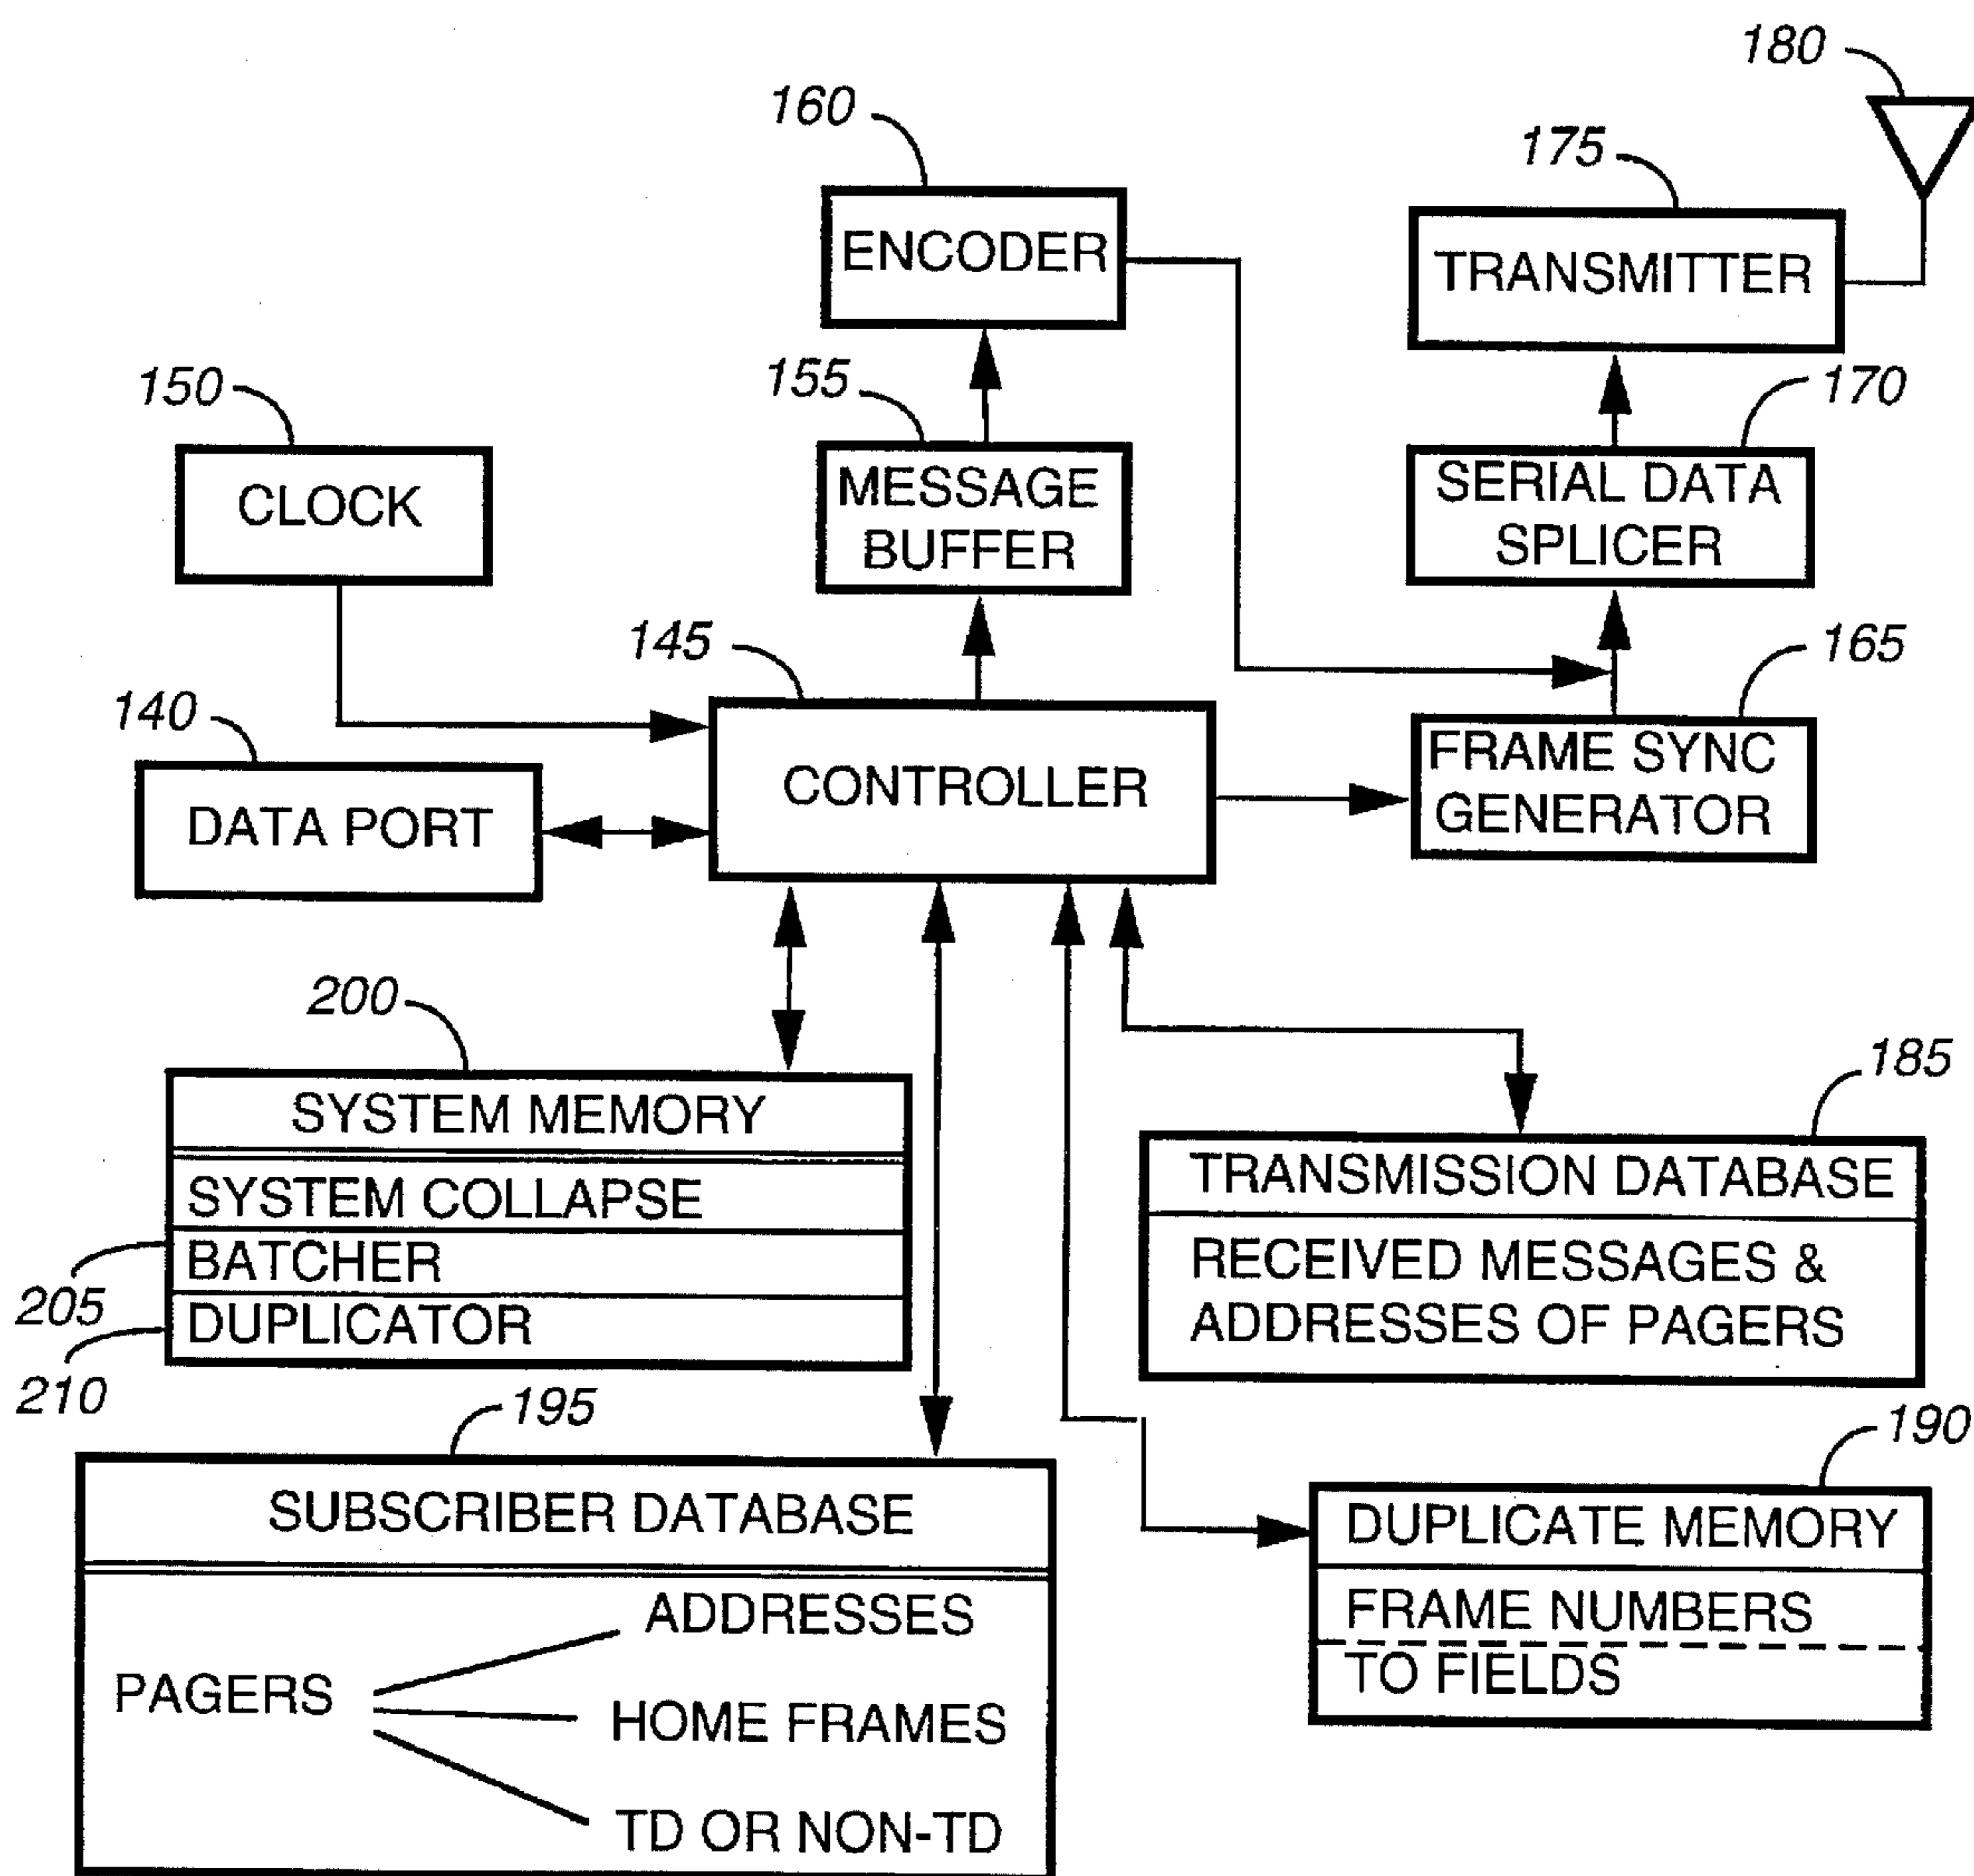 180
160
175
ENCODER
TRANSMITTER
150
155
170
CLOCK
MESSAGE
BUFFER
SERIAL DATA
SPLICER
145
165
140
CONTROLLER
FRAME SYNC
GENERATOR
DATA PORT
200
SYSTEM MEMORY
SYSTEM COLLAPSE
BATCHER
DUPLICATOR
205
210
185
TRANSMISSION DATABASE
RECEIVED MESSAGES &
ADDRESSES OF PAGERS
195
SUBSCRIBER DATABASE
PAGERS
ADDRESSES
HOME FRAMES
TD OR NON-TD
190
DUPLICATE MEMORY
FRAME NUMBERS
TO FIELDS